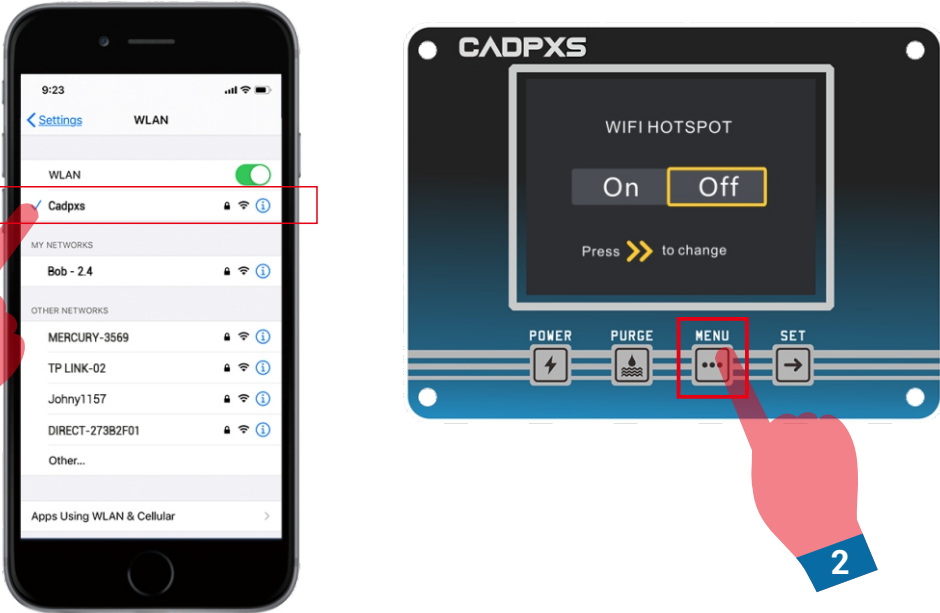 9:23
Settings WLAN
WLAN
Cadpxs
MY NETWORKS
Bob - 2.4
OTHER NETWORKS
MERCURY-3569
TP LINK-02
Johny1157
DIRECT-273B2F01
Other...
Apps Using WLAN & Cellular
CADPXS
WIFI HOTSPOT
On Off
Press >> to change
POWER PURGE MENU SET
2